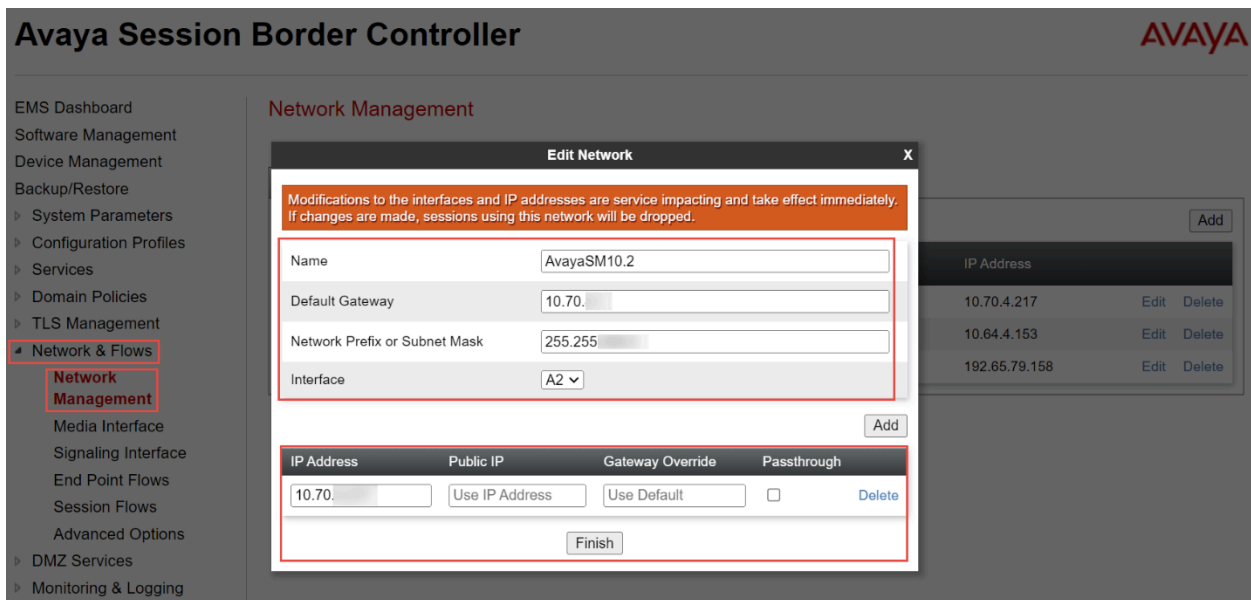 Avaya Session Border Controller
AVAYA
EMS Dashboard
Software Management
Device Management
Backup/Restore
System Parameters
Configuration Profiles
Services
Domain Policies
TLS Management
Network & Flows
Network
Management
Media Interface
Signaling Interface
End Point Flows
Session Flows
Advanced Options
DMZ Services
Monitoring & Logging
Network Management
Edit Network X
Modifications to the interfaces and IP addresses are service impacting and take effect immediately.
If changes are made, sessions using this network will be dropped.
Name AvayaSM10.2
Default Gateway 10.70.
Network Prefix or Subnet Mask 255.255
Interface A2
Add
IP Address Public IP Gateway Override Passthrough
10.70. Use IP Address Use Default Delete
Finish
Add
IP Address
10.70.4.217 Edit Delete
10.64.4.153 Edit Delete
192.65.79.158 Edit Delete